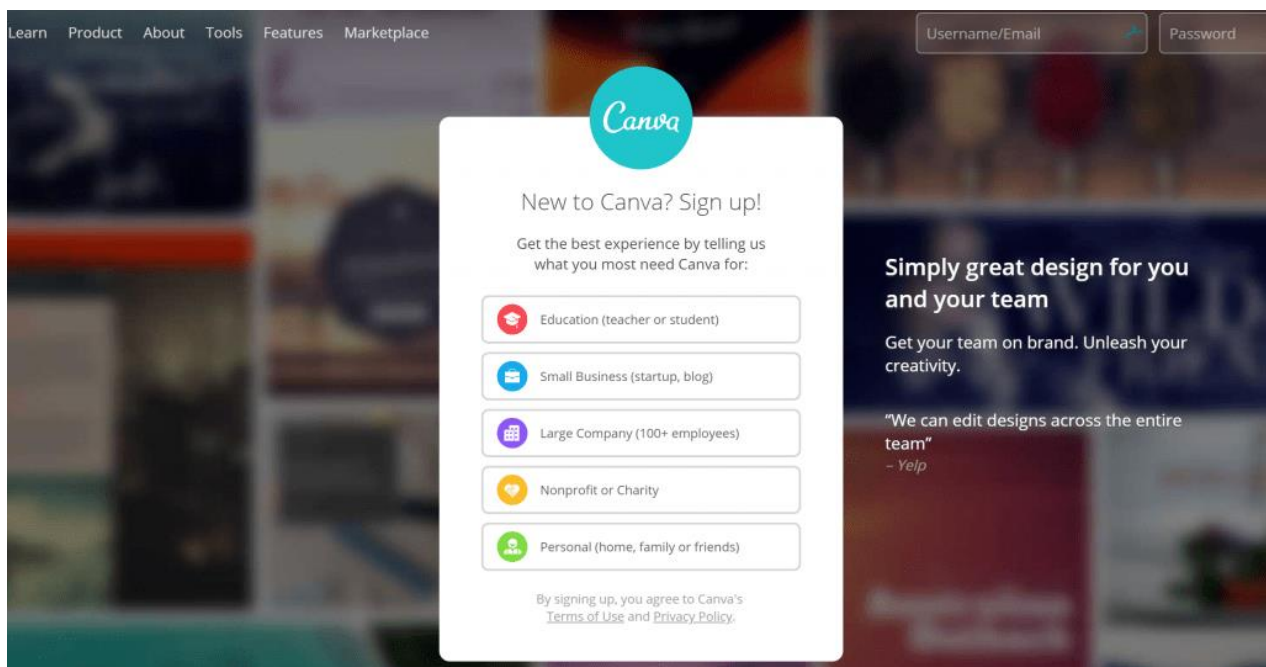 Learn Product About Tools Features Marketplace
Username/Email
Password
Canva
New to Canva? Sign up!
Get the best experience by telling us
what you most need Canva for:
Education (teacher or student)
Small Business (startup, blog)
Large Company (100+ employees)
Nonprofit or Charity
Personal (home, family or friends)
By signing up, you agree to Canva's
Terms of Use and Privacy Policy.
Simply great design for you
and your team
Get your team on brand. Unleash your
creativity.
“We can edit designs across the entire
team”
– Yelp